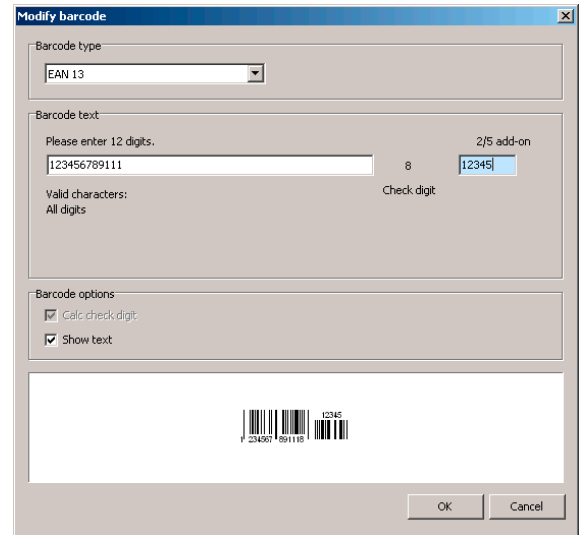 Modify barcode
Barcode type
EAN 13
Barcode text
Please enter 12 digits.
2/5 add-on
123456789111
8
12345
Valid characters:
Check digit
All digits
Barcode options
Calc check digit
Show text
12345
1 234567 891118
OK
Cancel